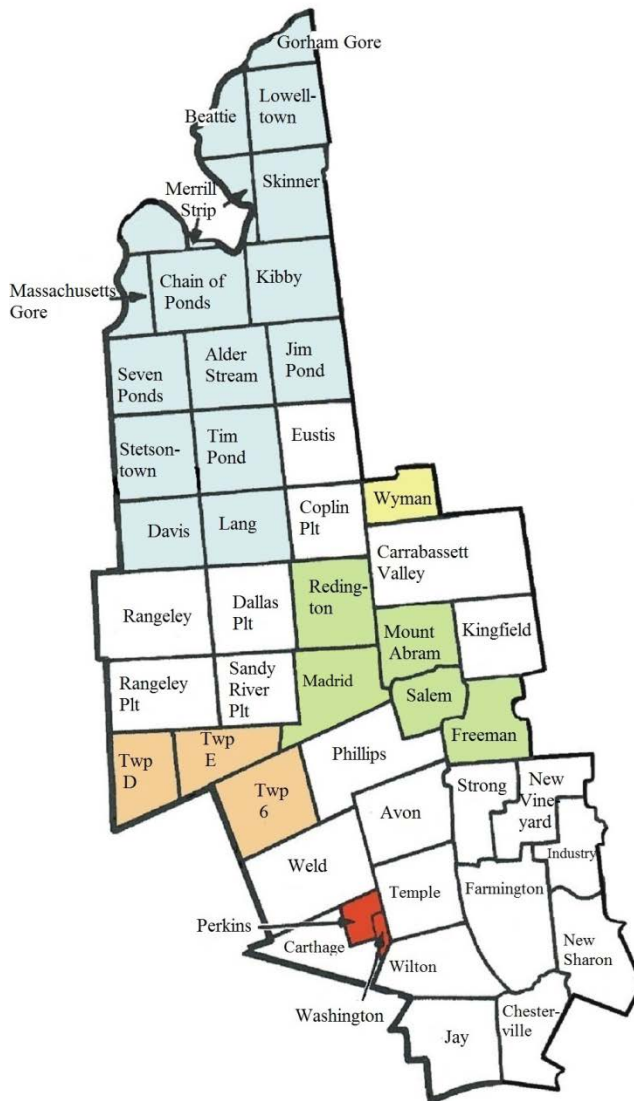 Gorham Gore
Lowell-
town
Beattie
Skinner
Merrill
Strip
Massachusetts
Gore
Chain of
Ponds
Kibby
Seven
Ponds
Alder
Stream
Jim
Pond
Stetson-
town
Tim
Pond
Eustis
Wyman
Davis
Lang
Coplin
Plt
Carrabassett
Valley
Rangeley
Dallas
Plt
Reding-
ton
Mount
Abram
Kingfield
Rangeley
Plt
Sandy
River
Plt
Madrid
Salem
Freeman
Twp
D
Twp
E
Twp
6
Phillips
Strong
New
Vine-
yard
Avon
Industry
Weld
Temple
Farmington
Perkins
Carthage
Wilton
New
Sharon
Washington
Jay
Chester-
ville